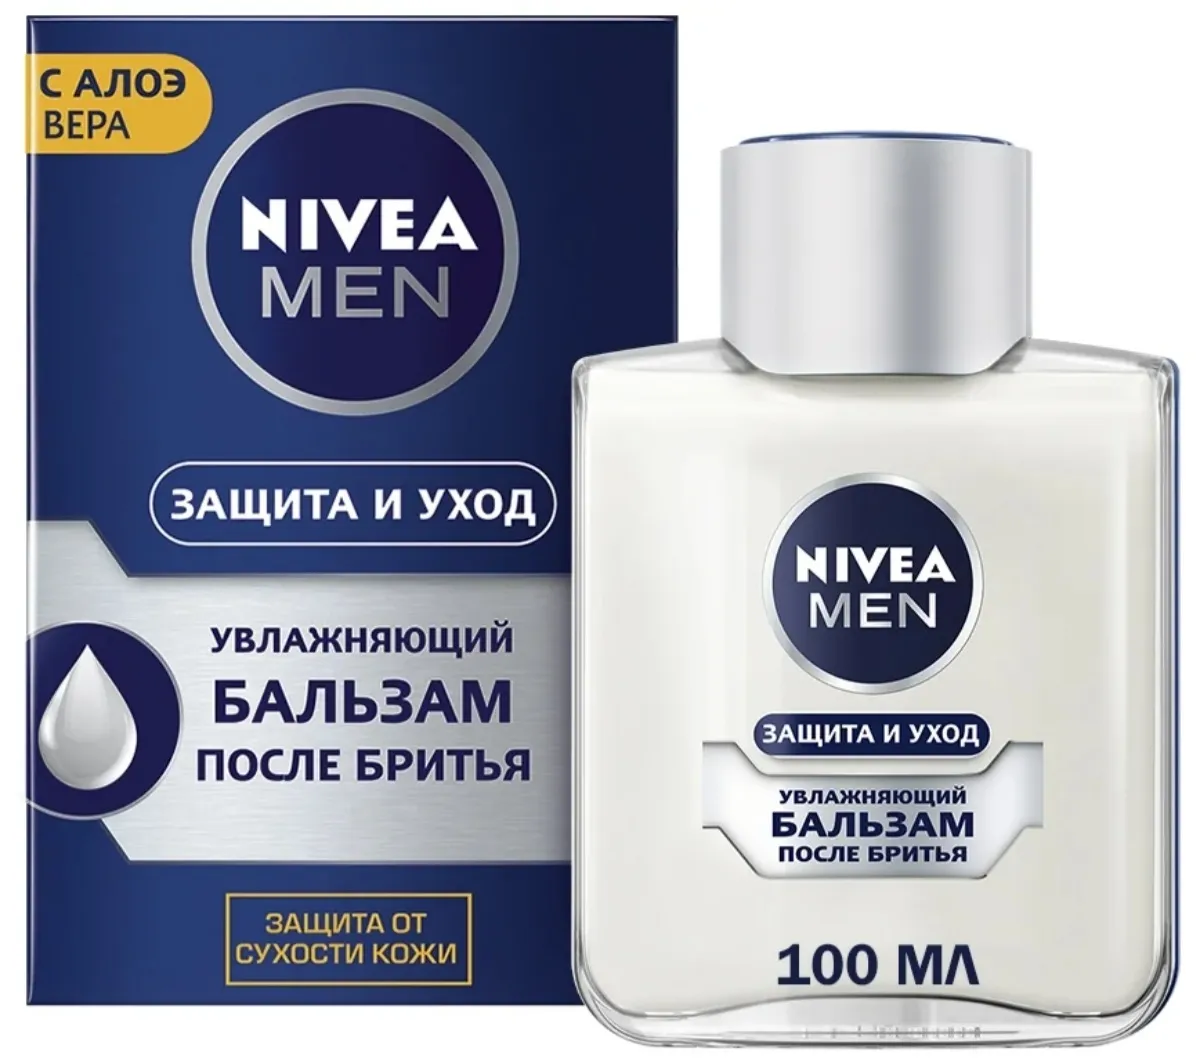 С АЛОЭ
ВЕРА
NIVEA
MEN
ЗАЩИТА И УХОД
УВЛАЖНЯЮЩИЙ
БАЛЬЗАМ
ПОСЛЕ БРИТЬЯ
ЗАЩИТА ОТ
СУХОСТИ КОЖИ
NIVEA
MEN
ЗАЩИТА И УХОД
УВЛАЖНЯЮЩИЙ
БАЛЬЗАМ
ПОСЛЕ БРИТЬЯ
100 МЛ